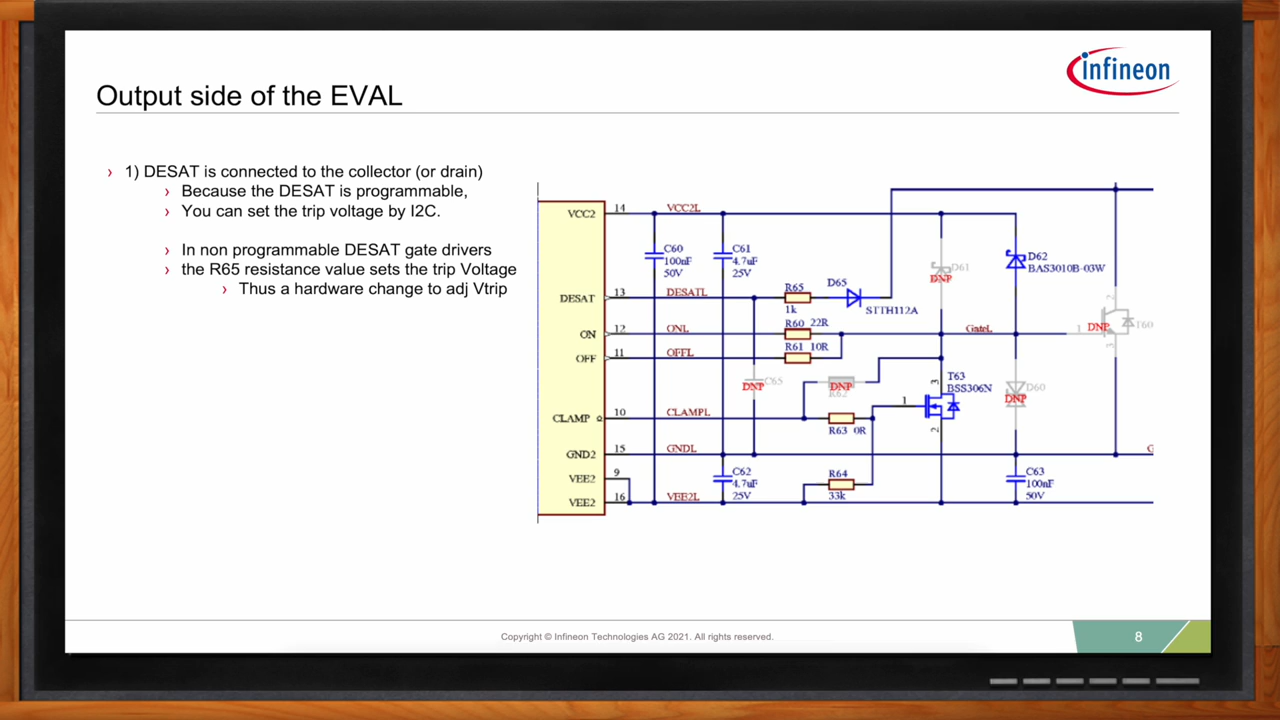 infineon
Output side of the EVAL
› 1) DESAT is connected to the collector (or drain)
› Because the DESAT is programmable,
› You can set the trip voltage by I2C.
› In non programmable DESAT gate drivers
› the R65 resistance value sets the trip Voltage
› Thus a hardware change to adj Vtrip
VCC2 14 VCC2L
C60 100nF 50V
C61 4.7uF 25V
D61 DNP
D62 BAS3010B-03W
DESAT 13 DESATL
R65 1k
D65 STTH112A
ON 12 ONL
R60 22R
GateL
1 DNP T60 2 3
OFF 11 OFFL
R61 10R
DNP C65
DNP R62
T63 BSS306N 3 1 2
D60 DNP
CLAMP 10 CLAMPL
R63 0R
GND2 15 GNDL
G
VEE2 9
C62 4.7uF 25V
R64 33k
C63 100nF 50V
VEE2 16 VEE2L
Copyright © Infineon Technologies AG 2021. All rights reserved.
8